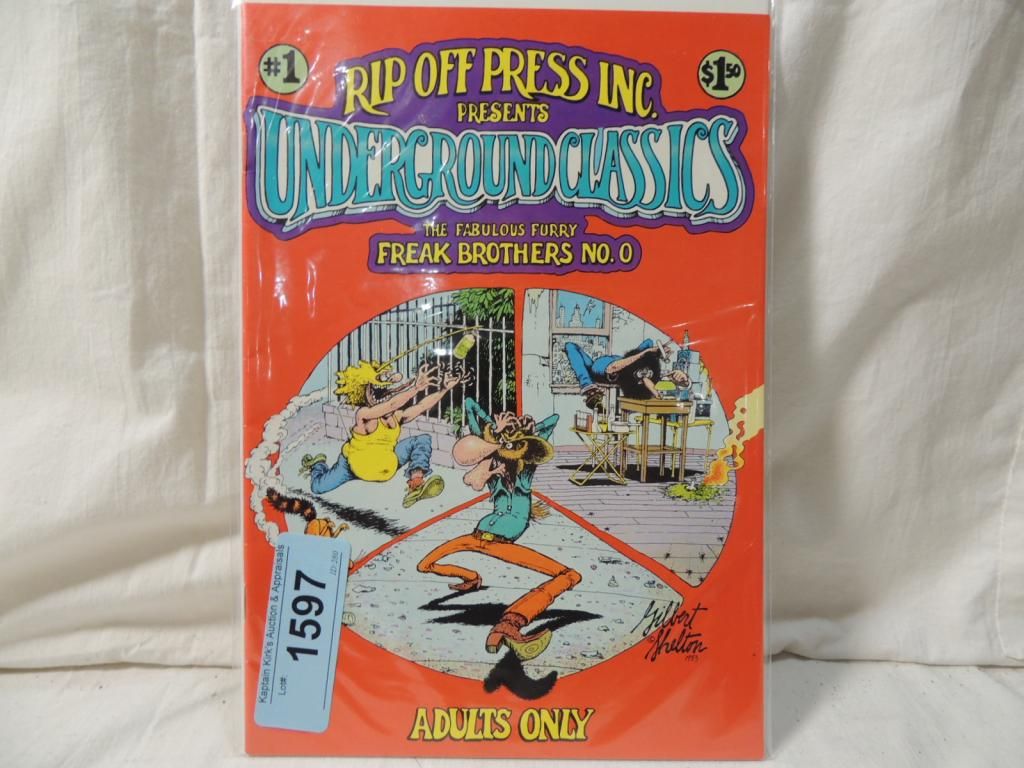 #1
$1.50
RIP OFF PRESS INC.
PRESENTS
UNDERGROUND CLASSICS
THE FABULOUS FURRY
FREAK BROTHERS NO. 0
Gilbert
Shelton
1983
ADULTS ONLY
Kaptain Kirk's Auction & Appraisals
Lot#:
1597